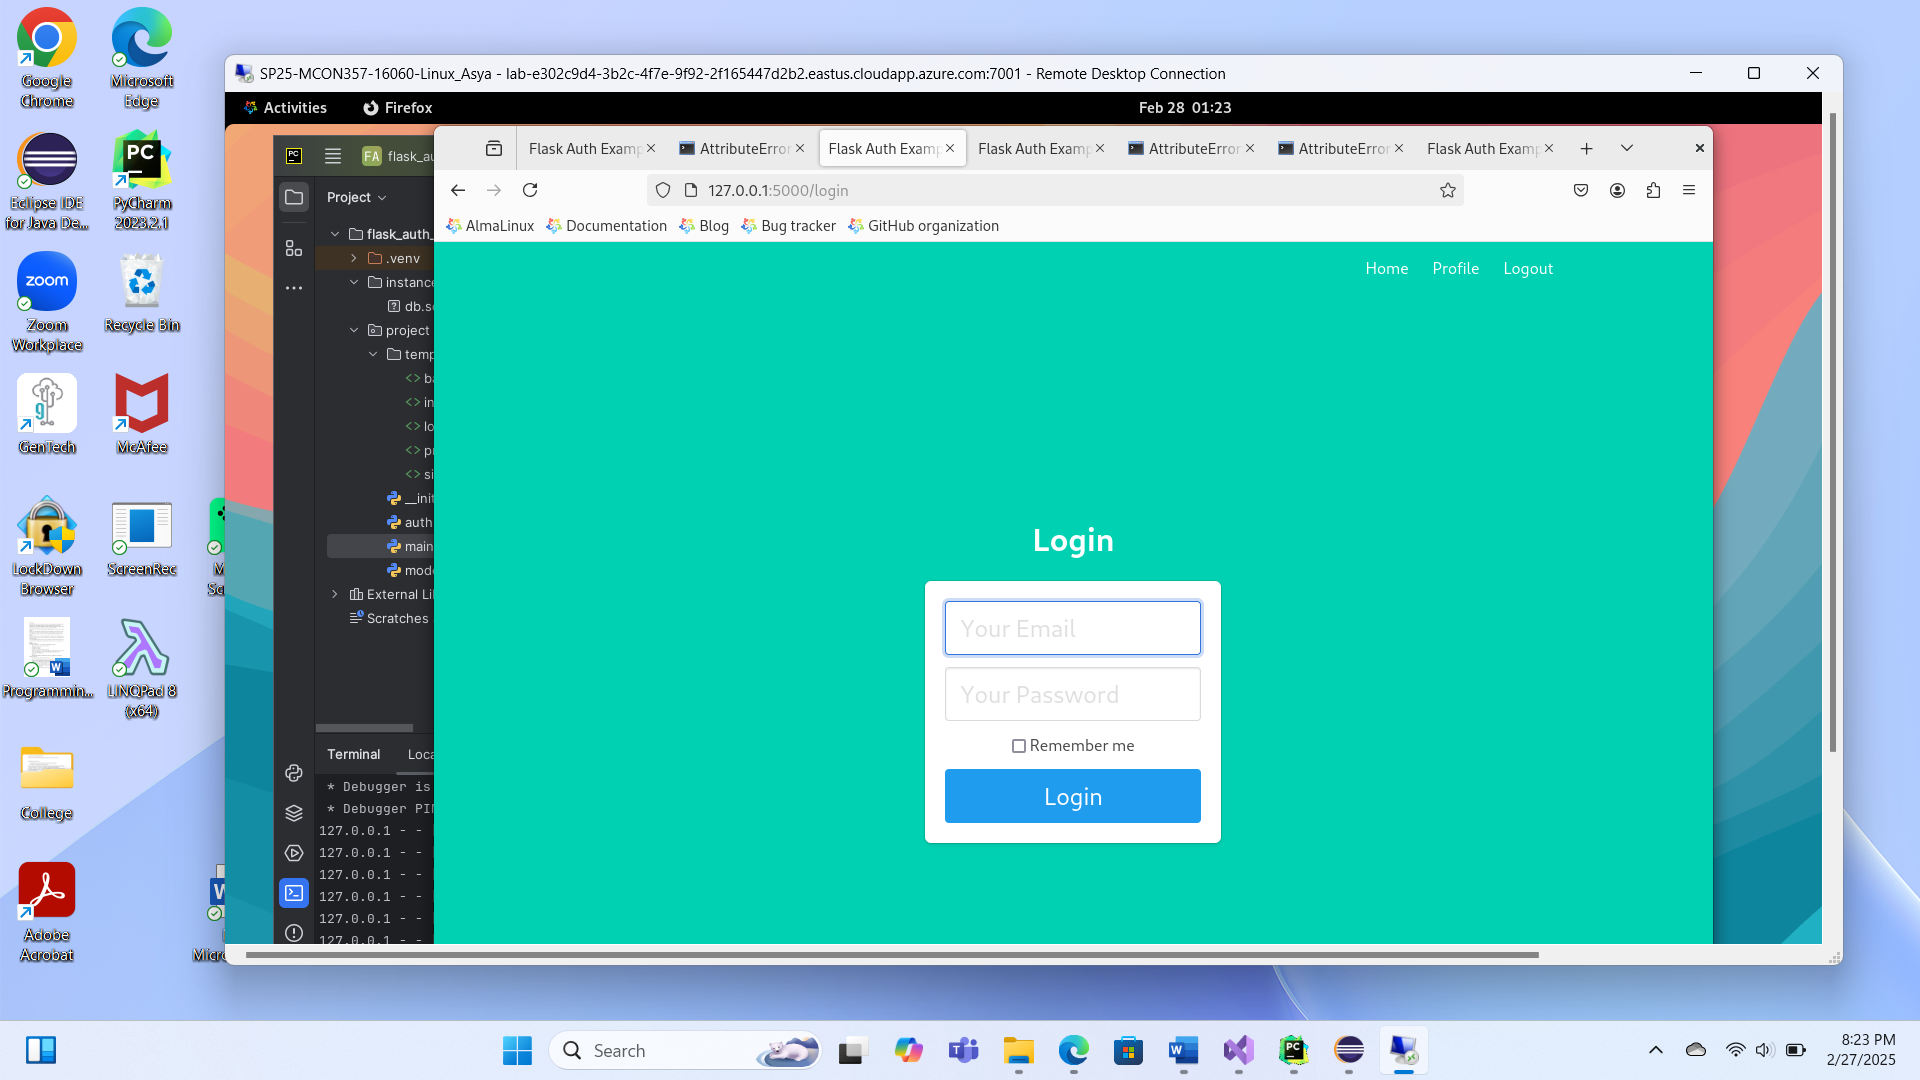 Google
Chrome
Microsoft
Edge
Eclipse IDE
for Java De...
PyCharm
2023.2.1
zoom
Zoom
Workplace
Recycle Bin
GenTech
McAfee
LockDown
Browser
ScreenRec
Programmin...
LINQPad 8
(x64)
College
Adobe
Acrobat
SP25-MCON357-16060-Linux_Asya - lab-e302c9d4-3b2c-4f7e-9f92-2f165447d2b2.eastus.cloudapp.azure.com:7001 - Remote Desktop Connection
Activities
Firefox
Feb 28 01:23
FA flask_au
Flask Auth Examp
AttributeError
Flask Auth Examp
Flask Auth Examp
AttributeError
AttributeError
Flask Auth Examp
127.0.0.1:5000/login
AlmaLinux
Documentation
Blog
Bug tracker
GitHub organization
Project
flask_auth_
.venv
instance
db.s
project
temp
ba
in
lo
pr
si
__init
auth
main
mode
External Li
Scratches
Terminal
Loca
* Debugger is
* Debugger PIN
127.0.0.1 - -
127.0.0.1 - -
127.0.0.1 - -
127.0.0.1 - -
127.0.0.1 - -
127.0.0.1 - -
Home
Profile
Logout
Login
Your Email
Your Password
Remember me
Login
Search
8:23 PM
2/27/2025